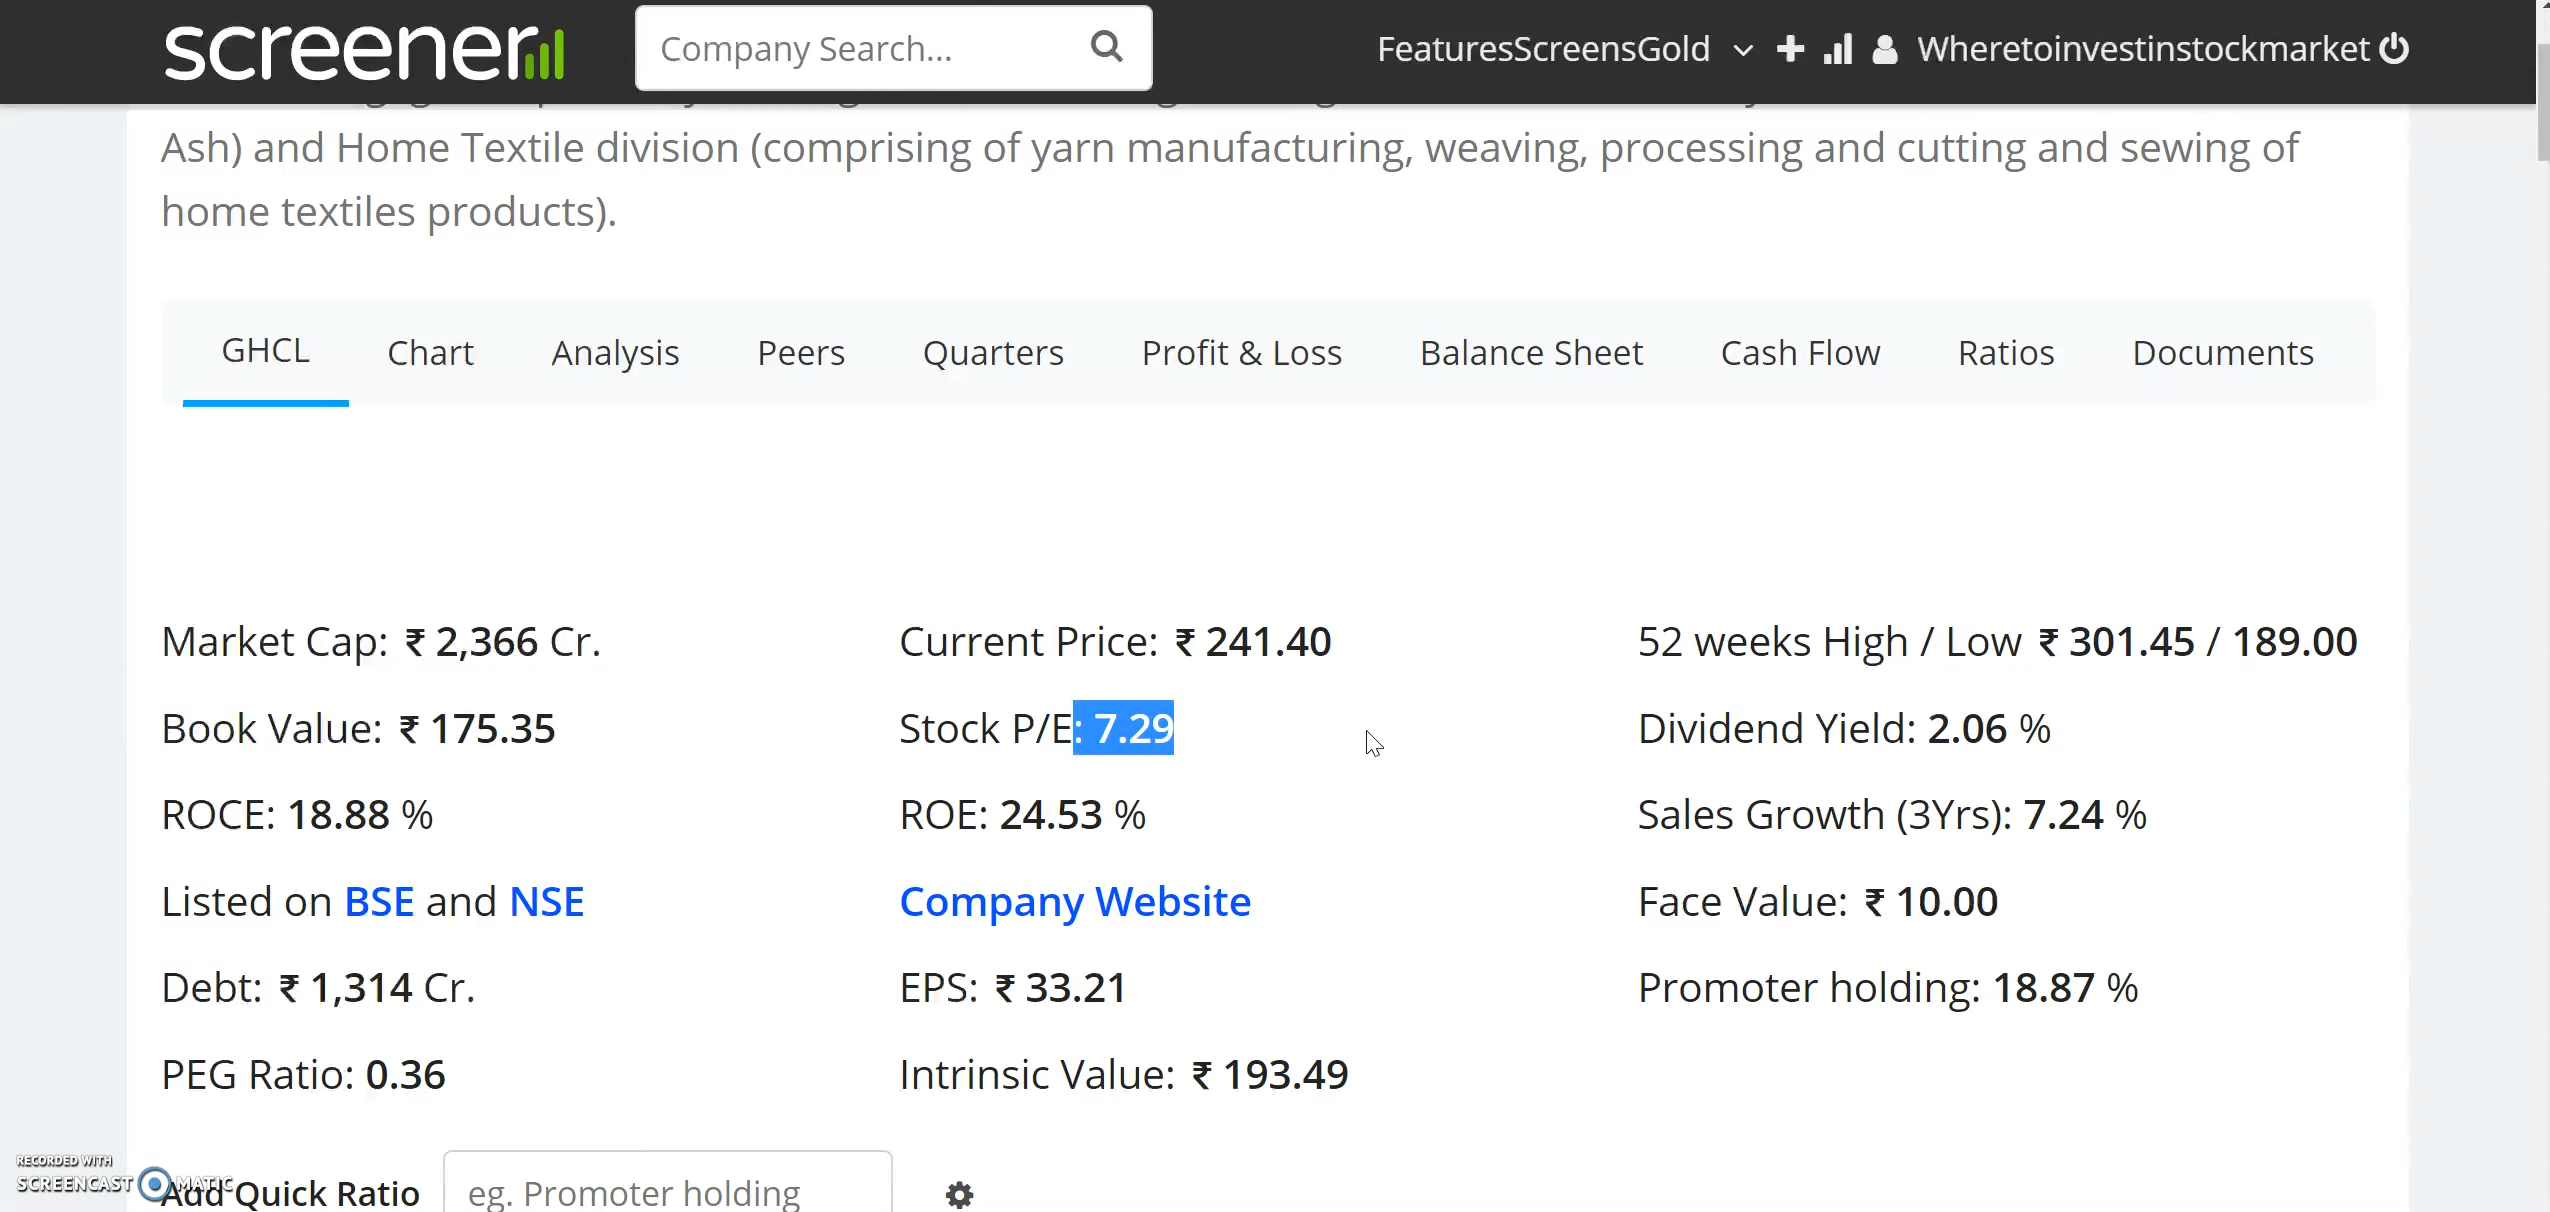 screener
Company Search...
FeaturesScreensGold
Wheretoinvestinstockmarket
Ash) and Home Textile division (comprising of yarn manufacturing, weaving, processing and cutting and sewing of
home textiles products).
GHCL Chart Analysis Peers Quarters Profit & Loss Balance Sheet Cash Flow Ratios Documents
Market Cap: ₹ 2,366 Cr. Current Price: ₹ 241.40 52 weeks High / Low ₹ 301.45 / 189.00
Book Value: ₹ 175.35 Stock P/E: 7.29 Dividend Yield: 2.06 %
ROCE: 18.88 % ROE: 24.53 % Sales Growth (3Yrs): 7.24 %
Listed on BSE and NSE Company Website Face Value: ₹ 10.00
Debt: ₹ 1,314 Cr. EPS: ₹ 33.21 Promoter holding: 18.87 %
PEG Ratio: 0.36 Intrinsic Value: ₹ 193.49
RECORDED WITH
SCREENCAST MATIC
Add Quick Ratio eg. Promoter holding